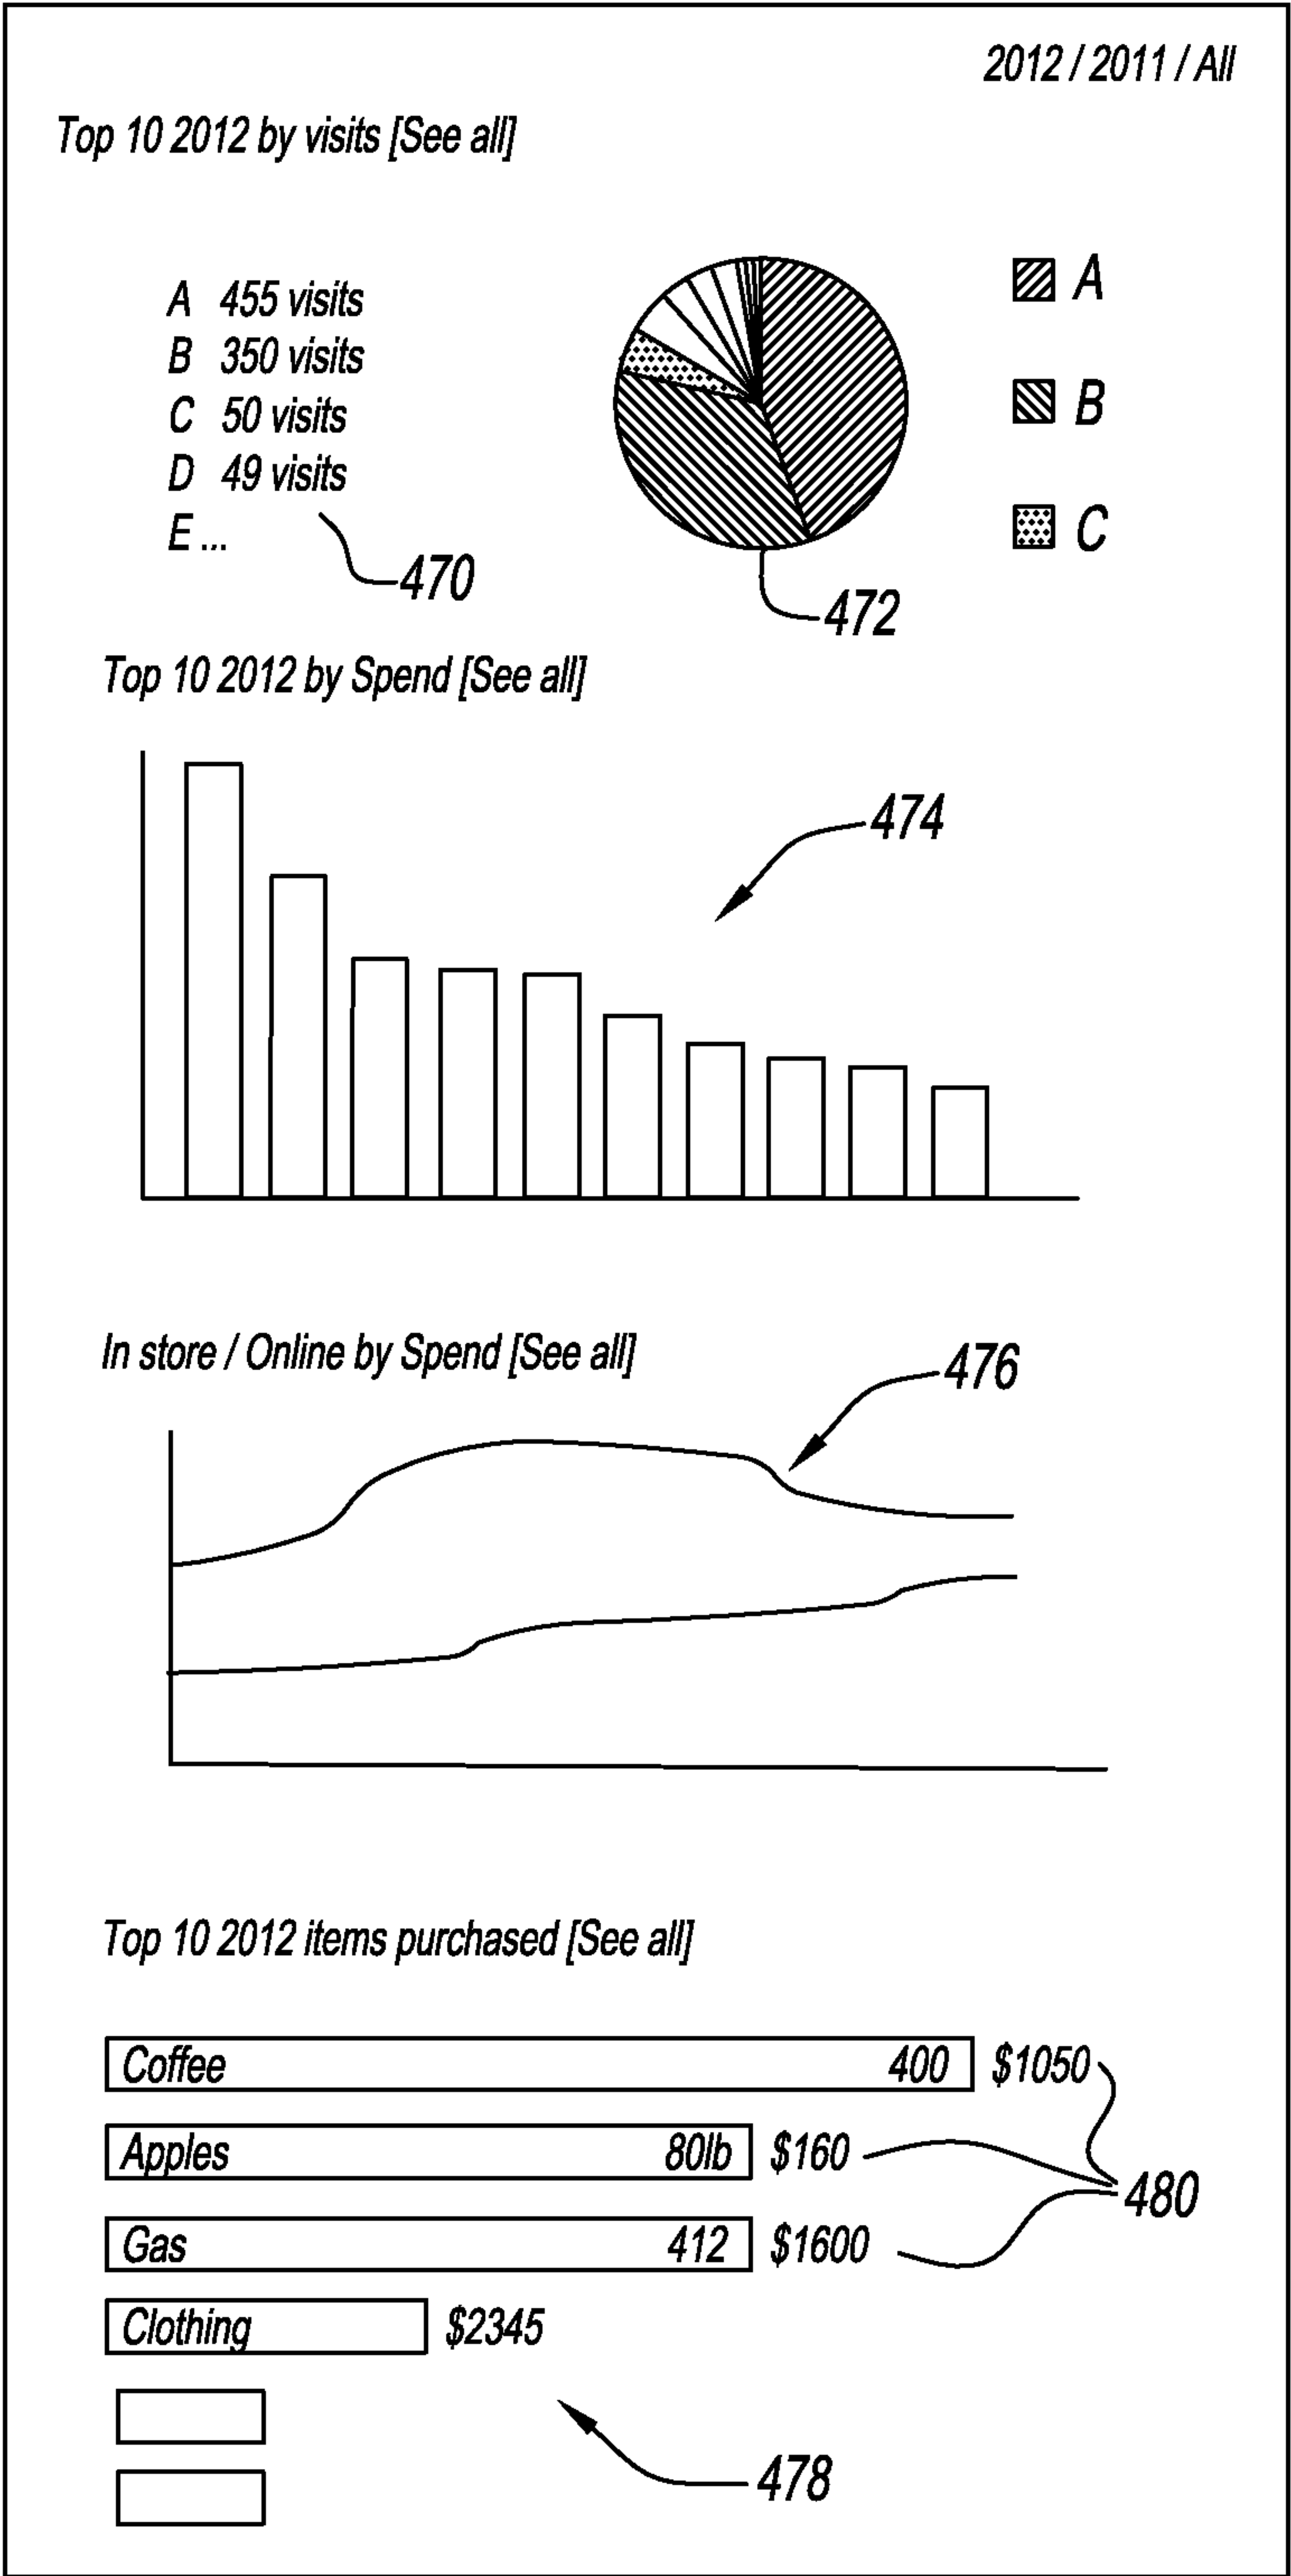 2012 / 2011 / All
Top 10 2012 by visits [See all]
A 455 visits
B 350 visits
C 50 visits
D 49 visits
E ...
470
A
B
C
472
Top 10 2012 by Spend [See all]
474
In store / Online by Spend [See all]
476
Top 10 2012 items purchased [See all]
Coffee 400 $1050
Apples 80lb $160
480
Gas 412 $1600
Clothing $2345
478